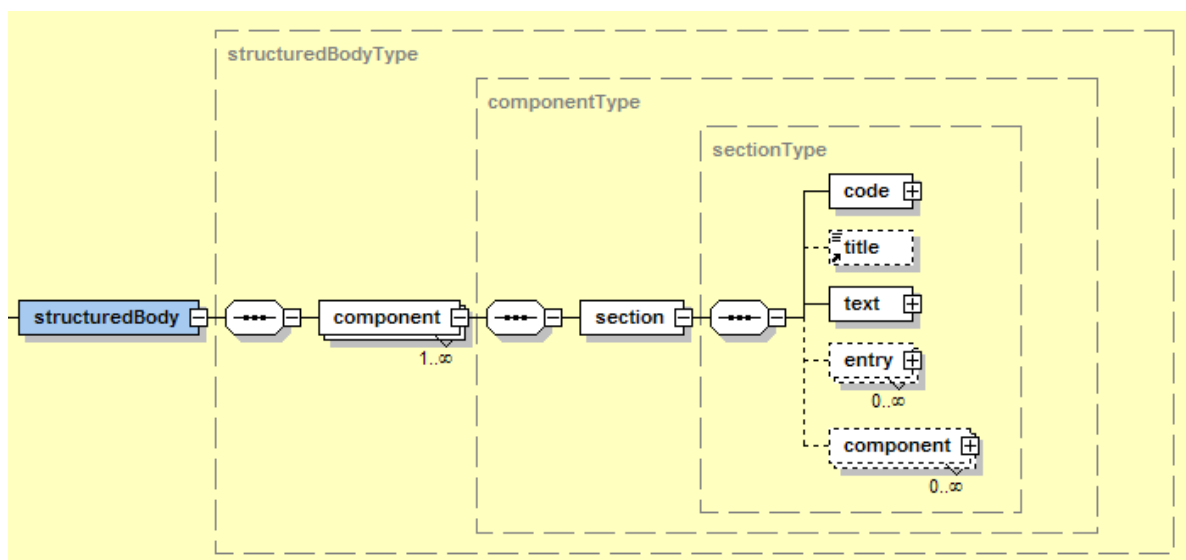 structuredBodyType
componentType
sectionType
code
title
structuredBody
component
1..∞
section
text
entry
0..∞
component
0..∞